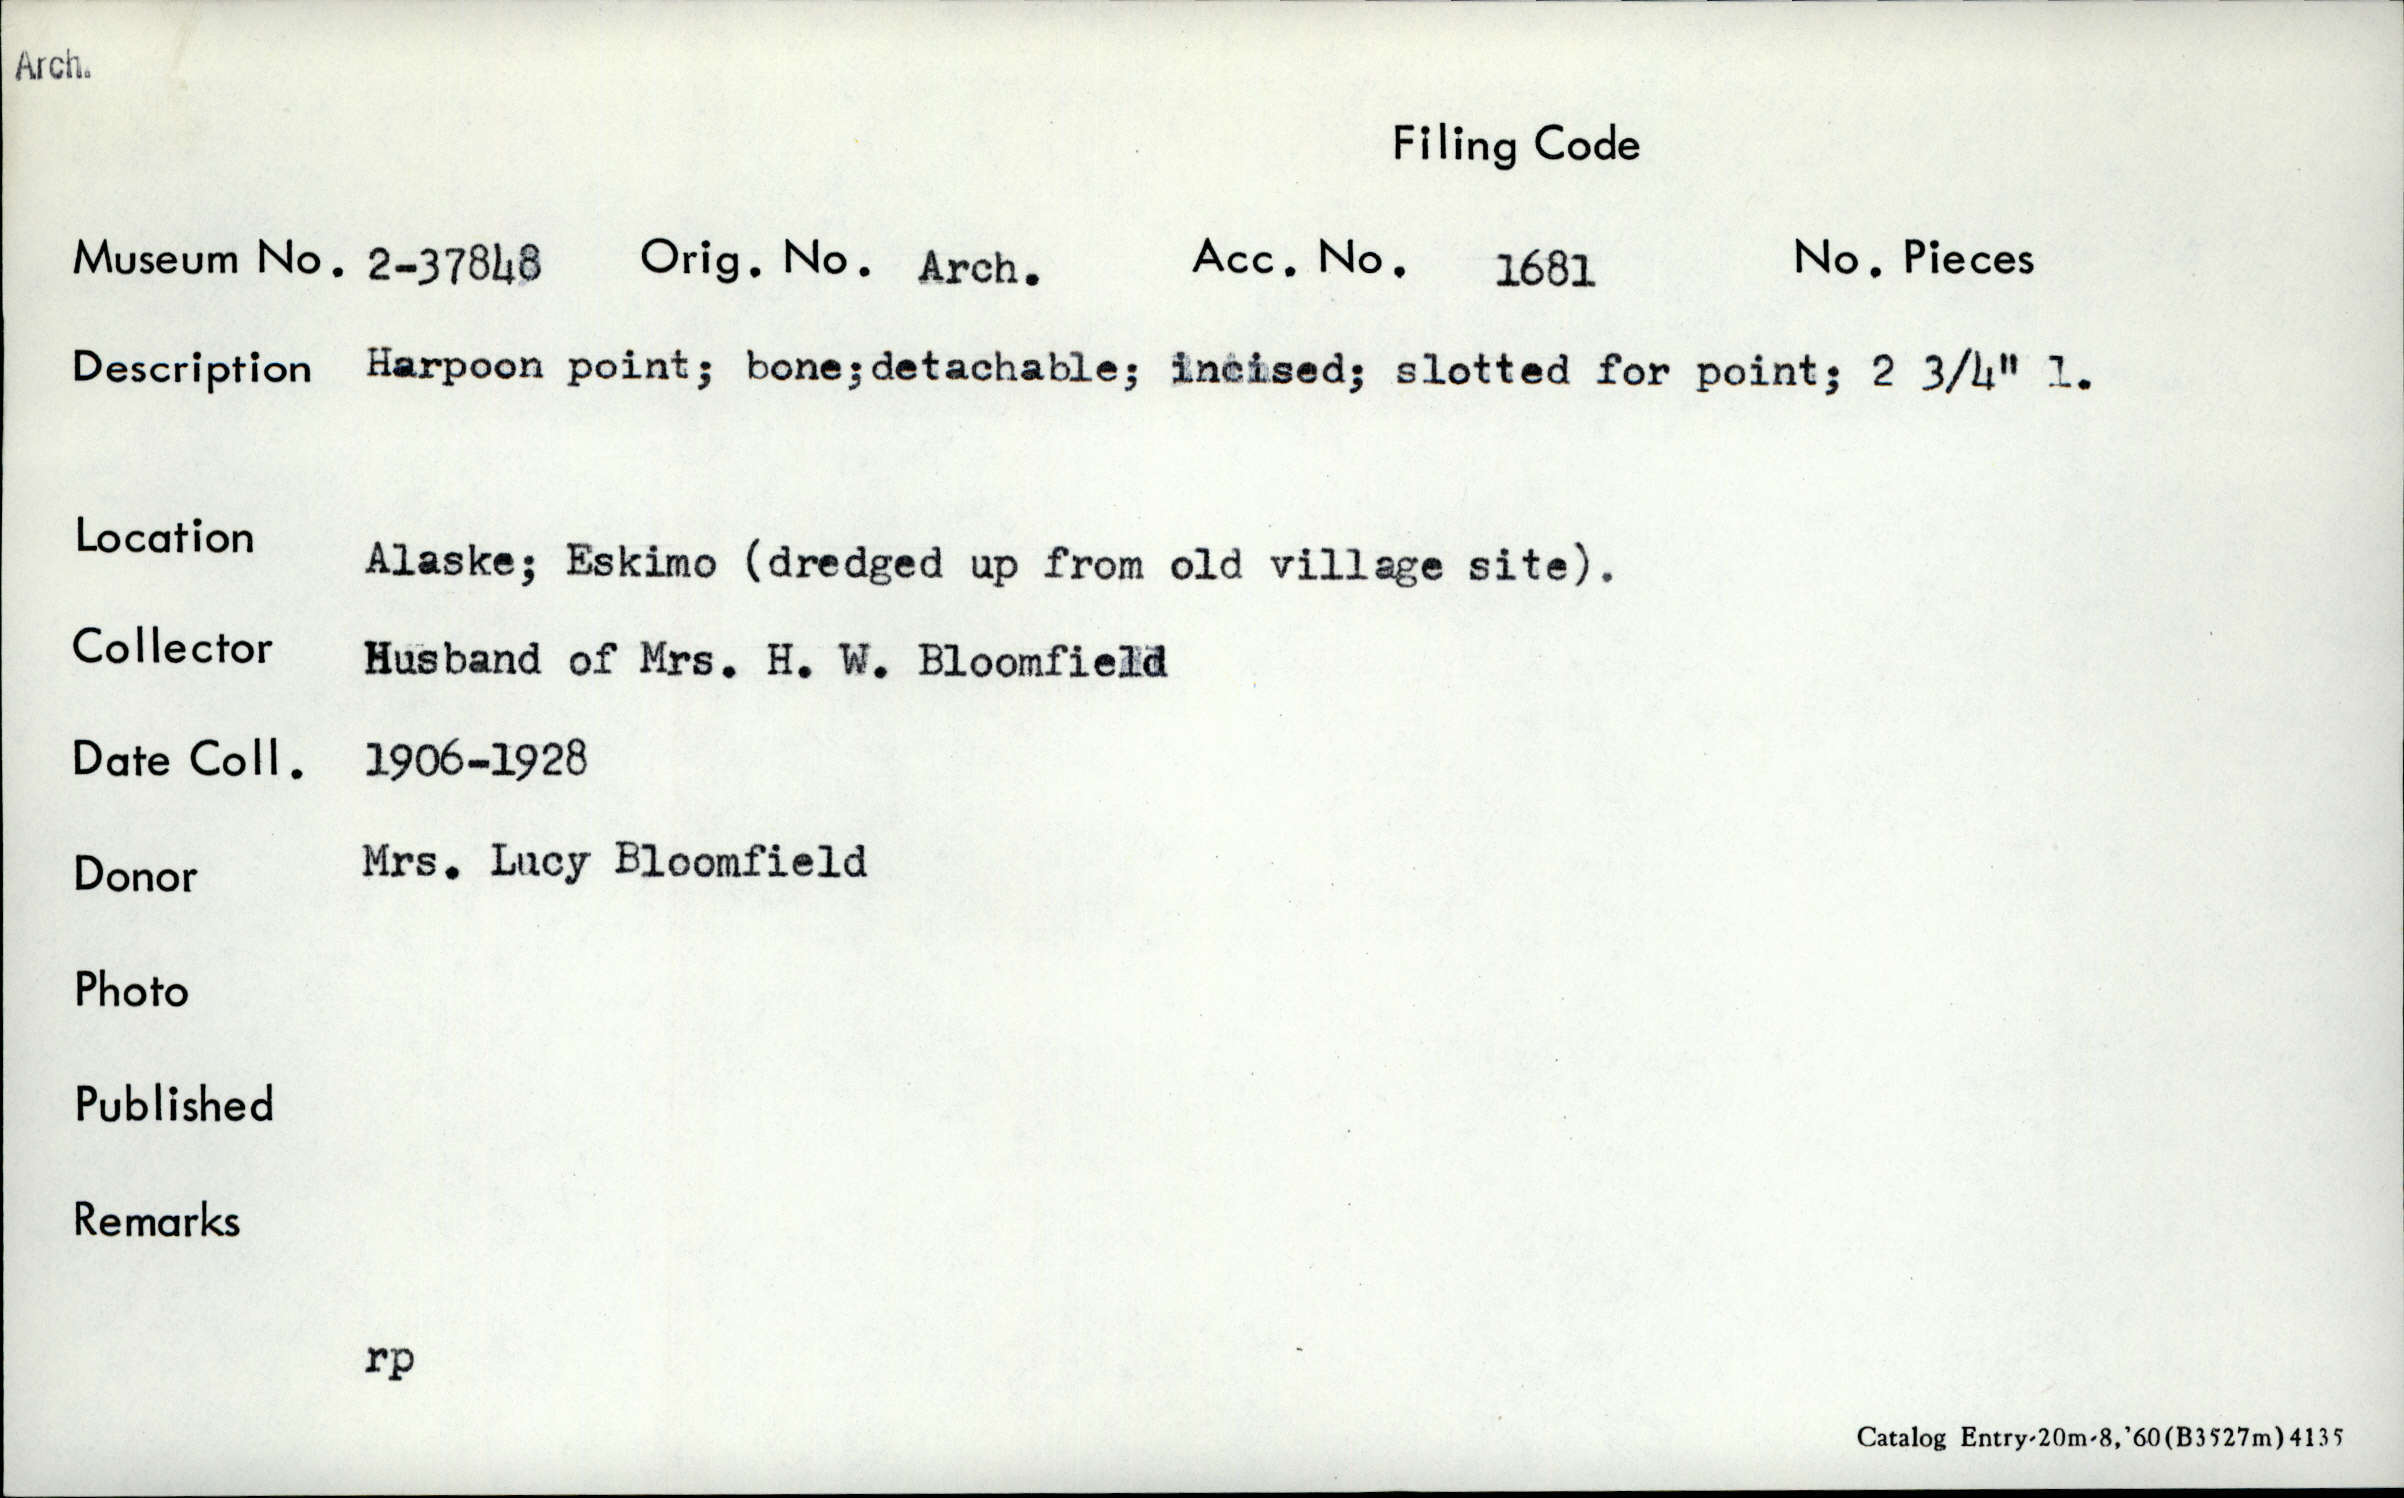 Arch.
Filing Code
Museum No. 2-37848 Orig. No. Arch. Acc. No. 1681 No. Pieces
Description Harpoon point; bone;detachable; incised; slotted for point; 2 3/4" l.
Location Alaske; Eskimo (dredged up from old village site).
Collector Husband of Mrs. H. W. Bloomfield
Date Coll. 1906-1928
Donor Mrs. Lucy Bloomfield
Photo
Published
Remarks
rp
Catalog Entry-20m-8,'60(B3527m)4135